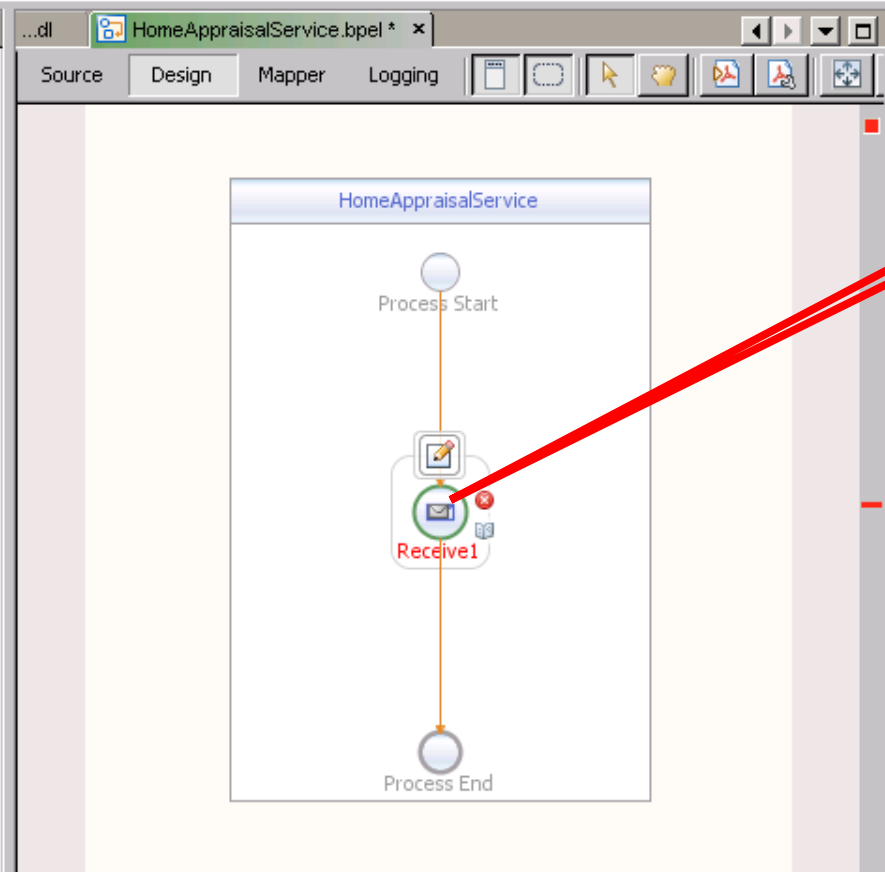 ...dl HomeAppraisalService.bpel * x
Source Design Mapper Logging
HomeAppraisalService
Process Start
Receive1
Process End